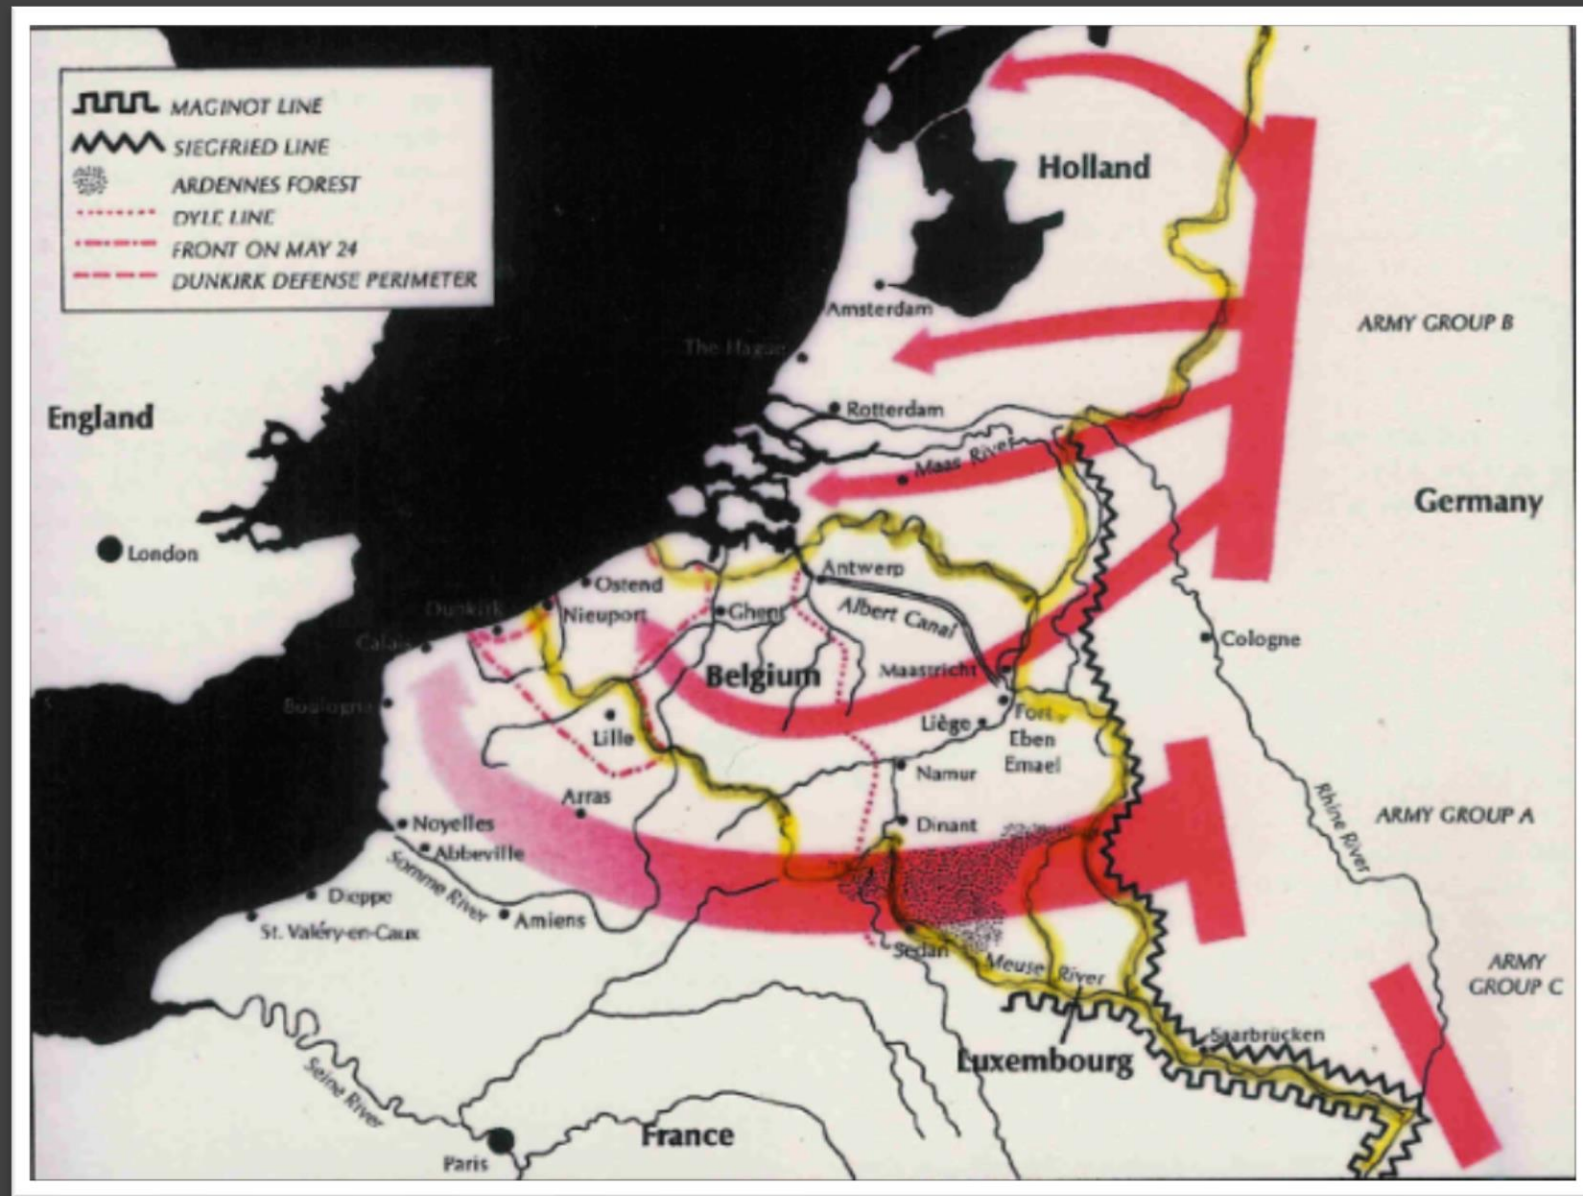 MAGINOT LINE
SIEGFRIED LINE
ARDENNES FOREST
DYLE LINE
FRONT ON MAY 24
DUNKIRK DEFENSE PERIMETER
Holland
Amsterdam
ARMY GROUP B
The Hague
England
Rotterdam
Maas River
Germany
London
Antwerp
Ostend
Dunkirk
Nieuport
Ghent
Albert Canal
Calais
Cologne
Belgium
Maastricht
Boulogne
Liège
Fort
Eben
Emael
Lille
Namur
Arras
Rhine River
Noyelles
Dinant
ARMY GROUP A
Abbeville
Somme River
Dieppe
Amiens
St. Valéry-en-Caux
Sedan
Meuse River
ARMY
GROUP C
Saarbrücken
Luxembourg
Seine River
France
Paris